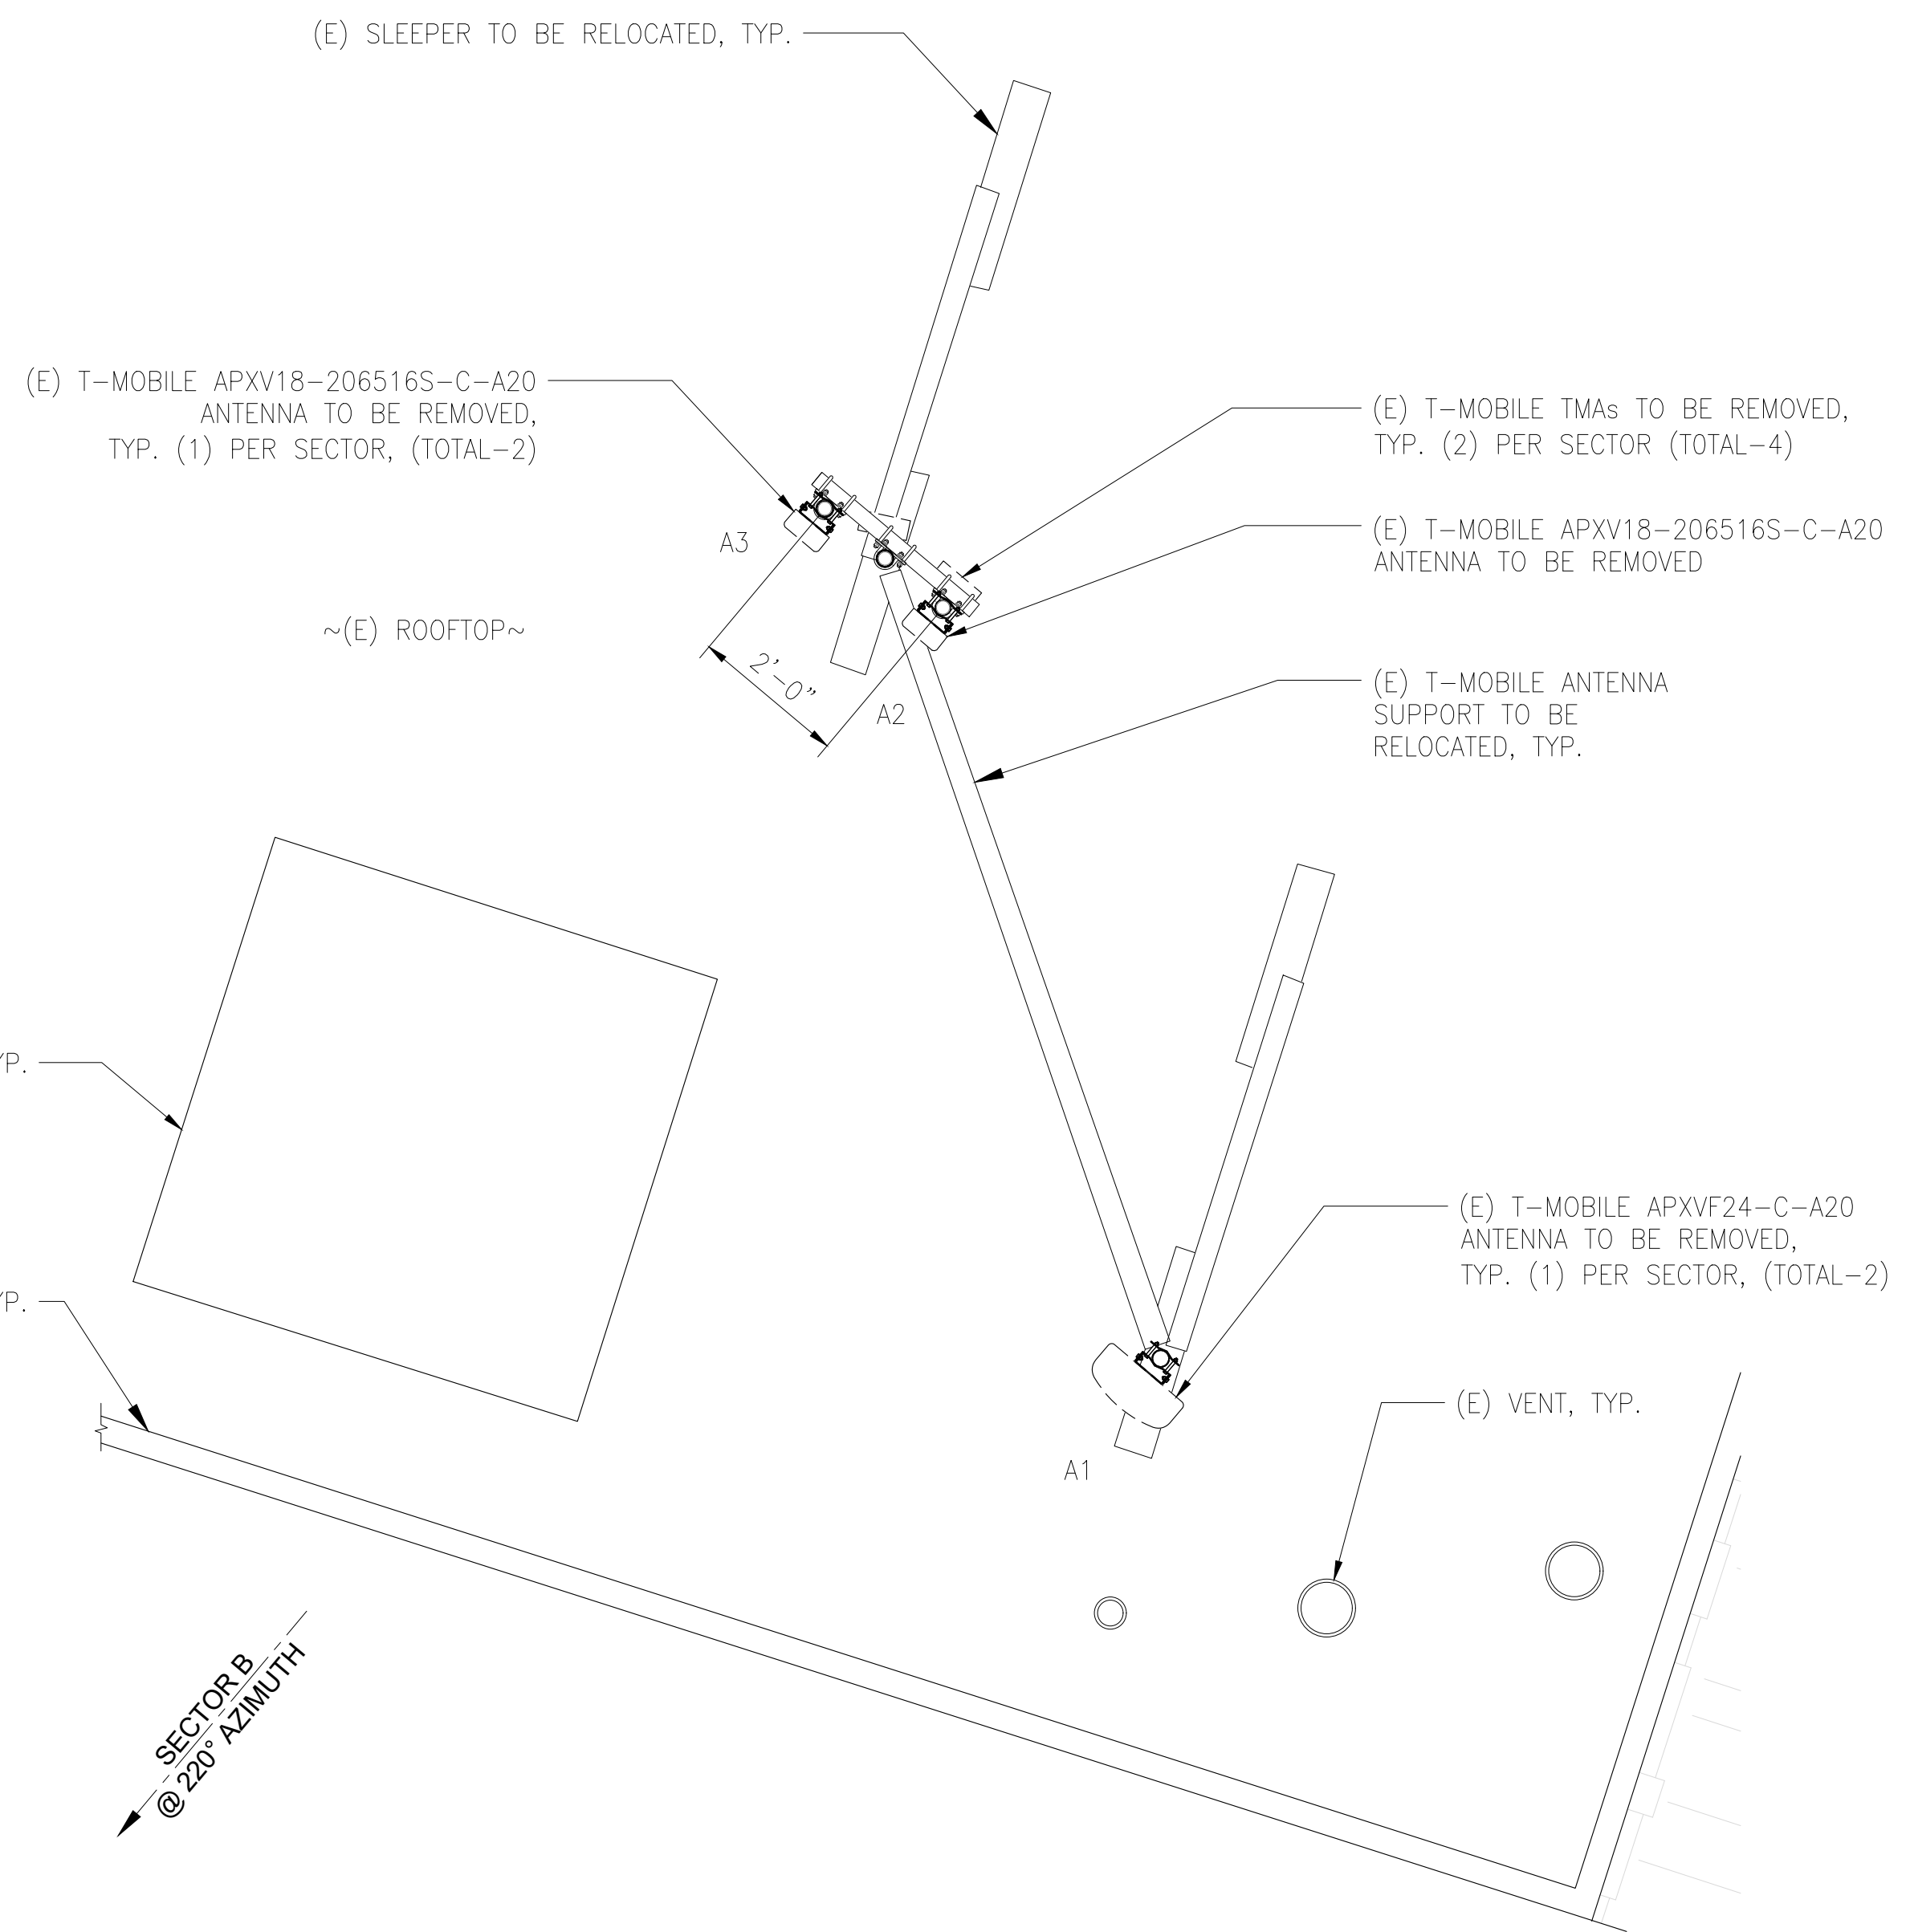 (E) SLEEPER TO BE RELOCATED, TYP.
(E) T-MOBILE APXV18-206516S-C-A20
ANTENNA TO BE REMOVED,
TYP. (1) PER SECTOR, (TOTAL-2)
(E) T-MOBILE TMAs TO BE REMOVED,
TYP. (2) PER SECTOR (TOTAL-4)
(E) T-MOBILE APXV18-206516S-C-A20
ANTENNA TO BE REMOVED
A3
~(E) ROOFTOP~
2'-0"
A2
(E) T-MOBILE ANTENNA
SUPPORT TO BE
RELOCATED, TYP.
(E) T-MOBILE APXVF24-C-A20
ANTENNA TO BE REMOVED,
TYP. (1) PER SECTOR, (TOTAL-2)
(E) VENT, TYP.
A1
SECTOR B
@ 220° AZIMUTH